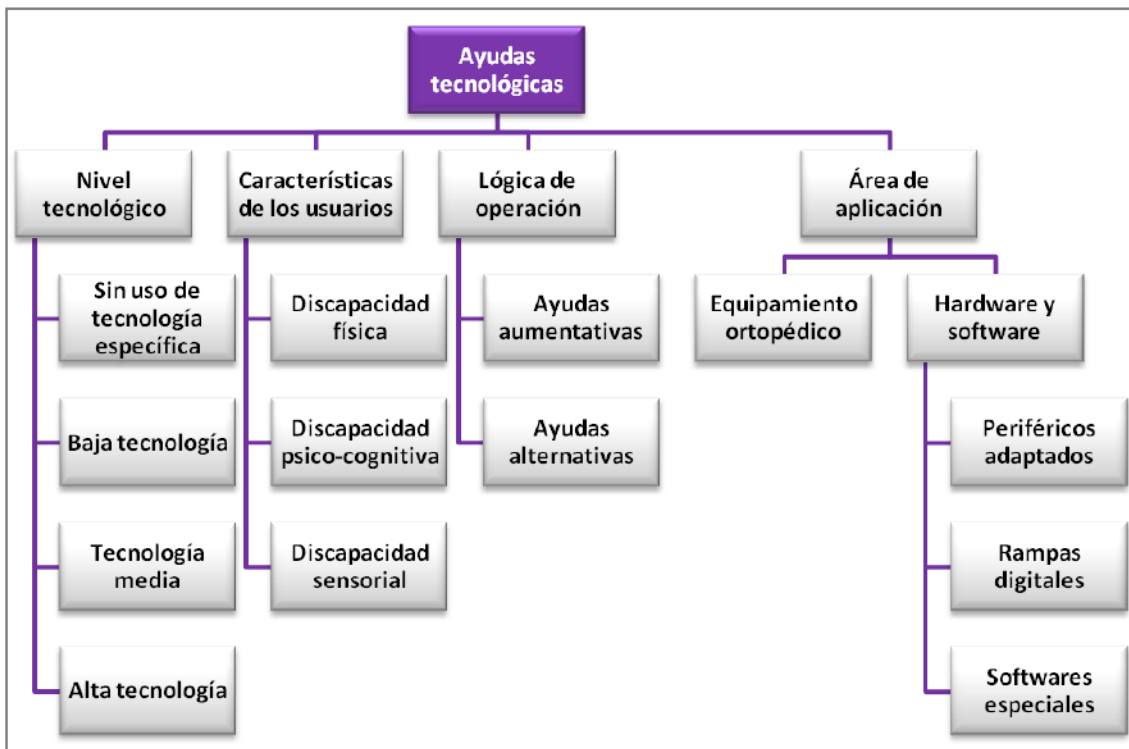 Ayudas
tecnológicas
Nivel
tecnológico
Características
de los usuarios
Lógica de
operación
Área de
aplicación
Sin uso de
tecnología
específica
Baja tecnología
Tecnología
media
Alta tecnología
Discapacidad
física
Discapacidad
psico-cognitiva
Discapacidad
sensorial
Ayudas
aumentativas
Ayudas
alternativas
Equipamiento
ortopédico
Hardware y
software
Periféricos
adaptados
Rampas
digitales
Softwares
especiales